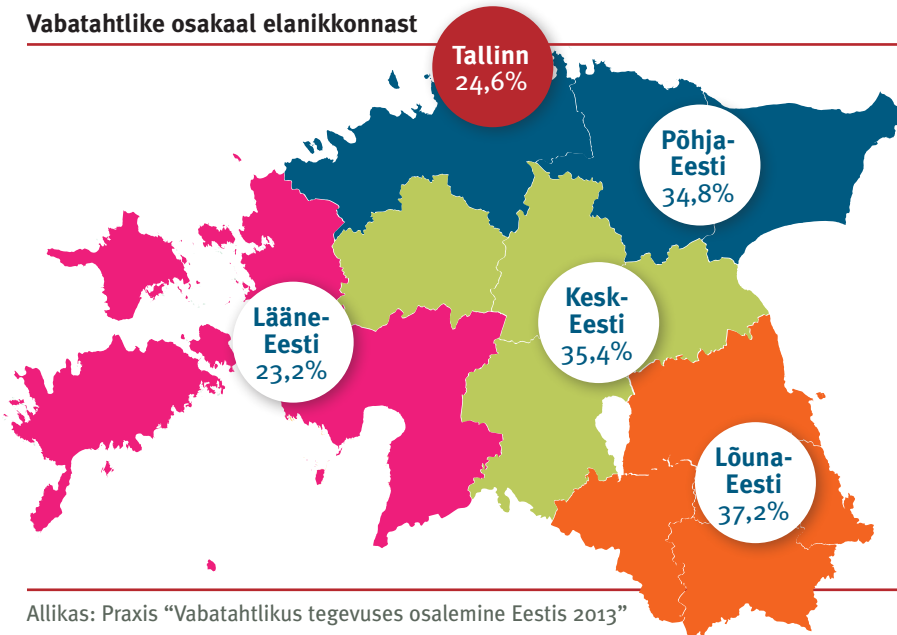 Vabatahtlike osakaal elanikkonnast
Tallinn
24,6%
Põhja-
Eesti
34,8%
Kesk-
Eesti
35,4%
Lääne-
Eesti
23,2%
Lõuna-
Eesti
37,2%
Allikas: Praxis “Vabatahtlikus tegevuses osalemine Eestis 2013”